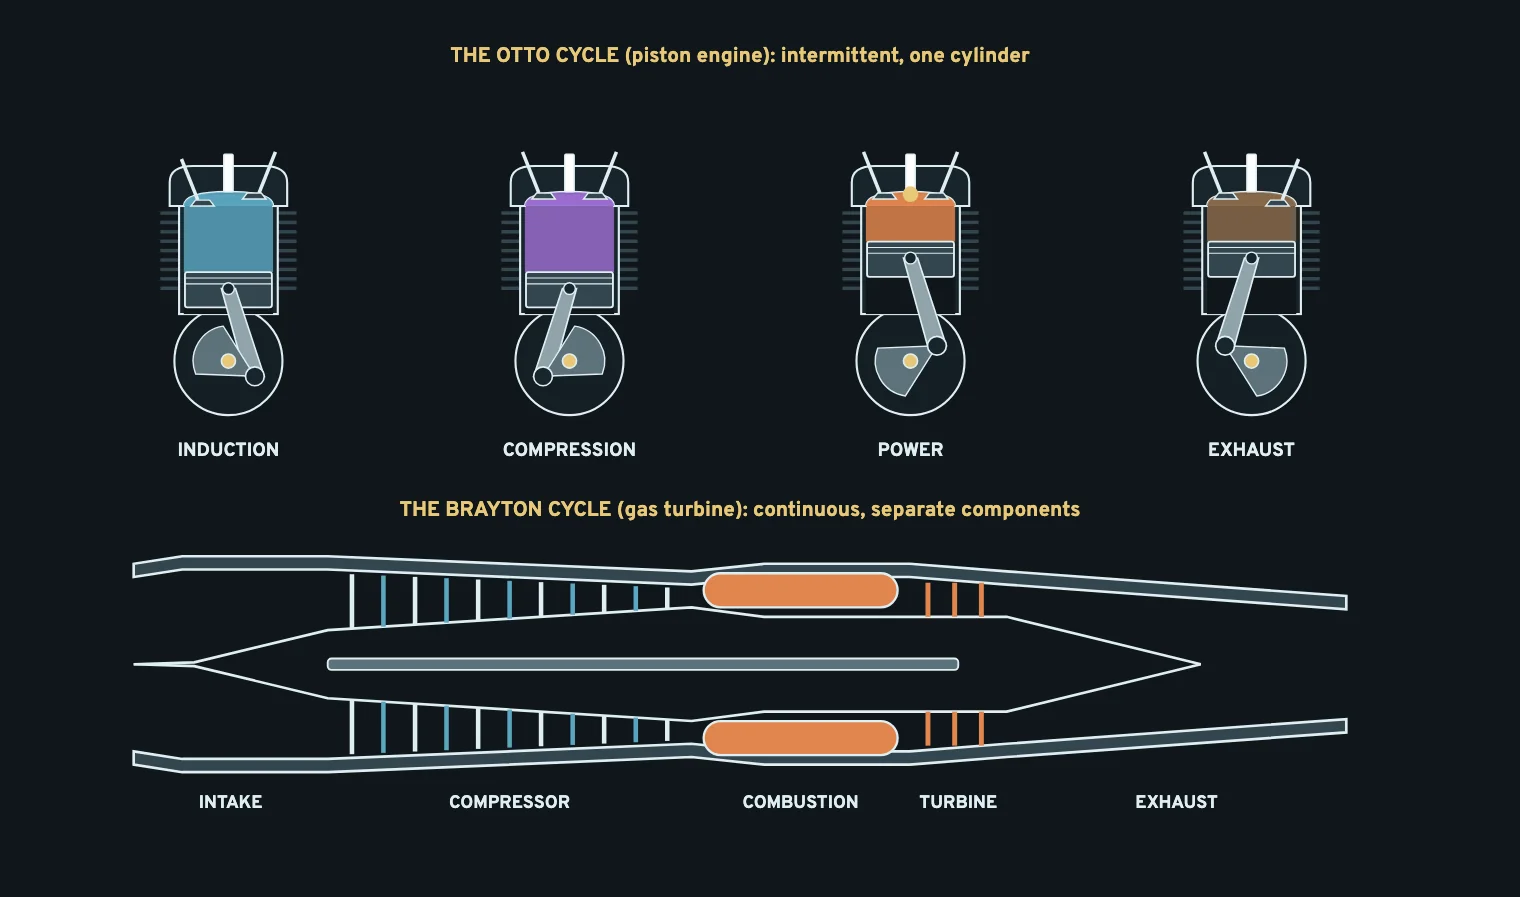 THE OTTO CYCLE (piston engine): intermittent, one cylinder
INDUCTION COMPRESSION POWER EXHAUST
THE BRAYTON CYCLE (gas turbine): continuous, separate components
INTAKE COMPRESSOR COMBUSTION TURBINE EXHAUST